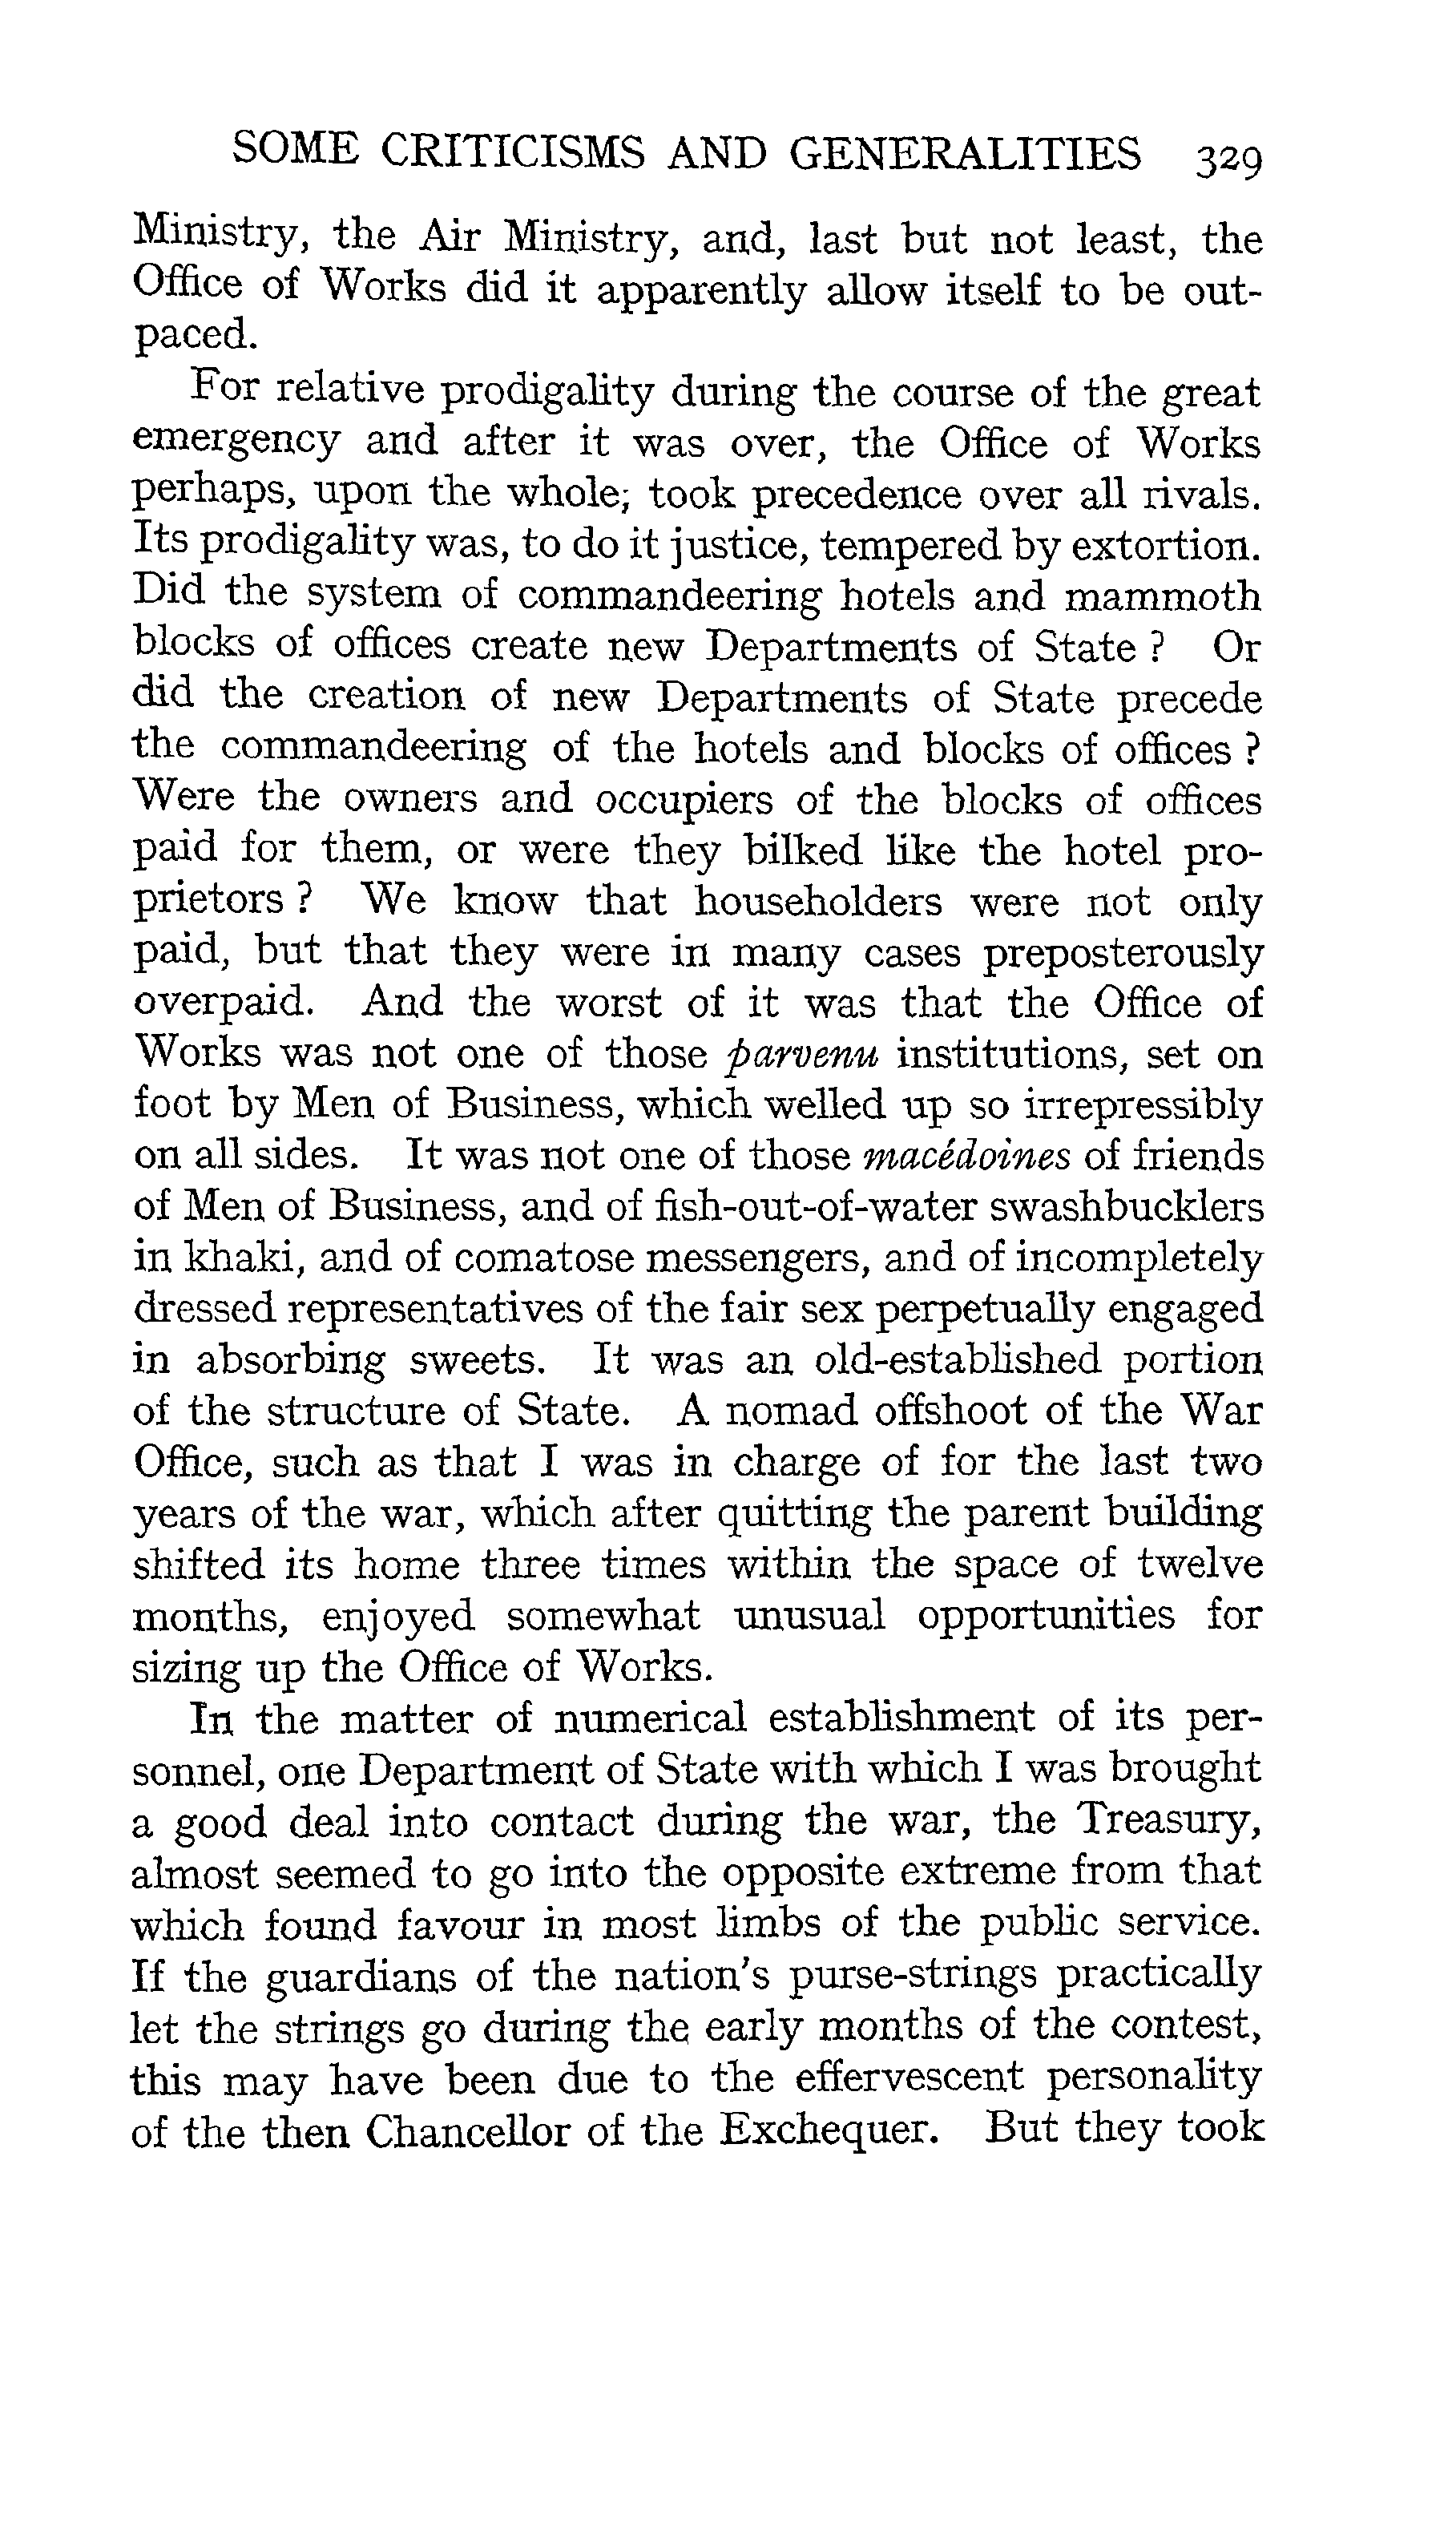 SOME CRITICISMS AND GENERALITIES 329
Ministry, the Air Ministry, and, last but not least, the
Office of Works did it apparently allow itself to be out-
paced.
For relative prodigality during the course of the great
emergency and after it was over, the Office of Works
perhaps, upon the whole; took precedence over all rivals.
Its prodigality was, to do it justice, tempered by extortion.
Did the system of commandeering hotels and mammoth
blocks of offices create new Departments of State ? Or
did the creation of new Departments of State precede
the commandeering of the hotels and blocks of offices ?
Were the owners and occupiers of the blocks of offices
paid for them, or were they bilked like the hotel pro-
prietors ? We know that householders were not only
paid, but that they were in many cases preposterously
overpaid. And the worst of it was that the Office of
Works was not one of those parvenu institutions, set on
foot by Men of Business, which welled up so irrepressibly
on all sides. It was not one of those macédoines of friends
of Men of Business, and of fish-out-of-water swashbucklers
in khaki, and of comatose messengers, and of incompletely
dressed representatives of the fair sex perpetually engaged
in absorbing sweets. It was an old-established portion
of the structure of State. A nomad offshoot of the War
Office, such as that I was in charge of for the last two
years of the war, which after quitting the parent building
shifted its home three times within the space of twelve
months, enjoyed somewhat unusual opportunities for
sizing up the Office of Works.
In the matter of numerical establishment of its per-
sonnel, one Department of State with which I was brought
a good deal into contact during the war, the Treasury,
almost seemed to go into the opposite extreme from that
which found favour in most limbs of the public service.
If the guardians of the nation's purse-strings practically
let the strings go during the early months of the contest,
this may have been due to the effervescent personality
of the then Chancellor of the Exchequer. But they took